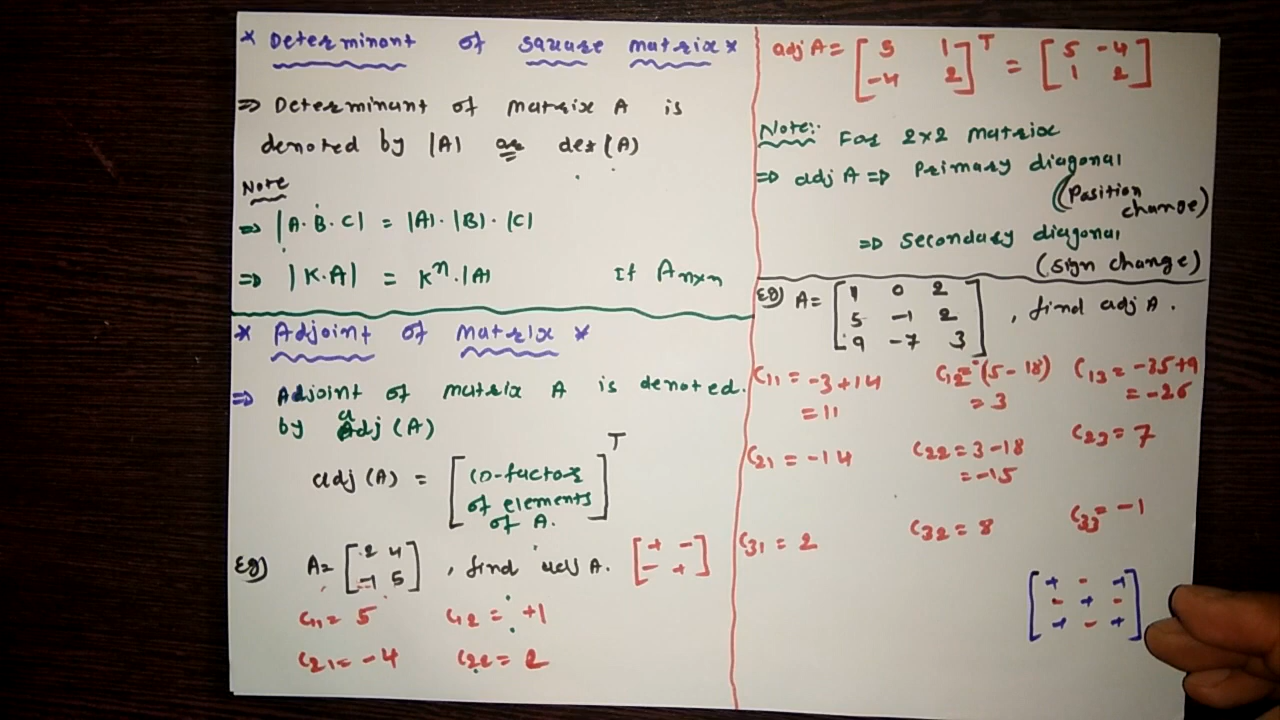 * Determinant of square matrix *
⇒ Determinant of matrix A is
denoted by |A| or det(A)
Note
⇒ |A·B·C| = |A|·|B|·|C|
⇒ |K·A| = Kⁿ·|A| If Anxn
* Adjoint of matrix *
⇒ Adjoint of matrix A is denoted.
by adj (A)
adj (A) = [co-factors of elements of A.]^T
Eg) A= [2 4
-1 5] , find adj A. [+ -
- +]
C11 = 5 C12 = +1
C21 = -4 C22 = 2
adj A = [5 1
-4 2]^T = [5 -4
1 2]
Note:- For 2x2 matrix
⇒ adj A ⇒ Primary diagonal
(Position
change)
⇒ Secondary diagonal
(sign change)
Eg) A= [1 0 2
5 -1 2
9 -7 3] , find adj A.
C11 = -3+14 C12 = -(5-18) C13 = -35+9
= 11 = 3 = -26
C21 = -14 C22 = 3-18 C23 = 7
= -15
C31 = 2 C32 = 8 C33 = -1
[+ - +
- + -
+ - +]